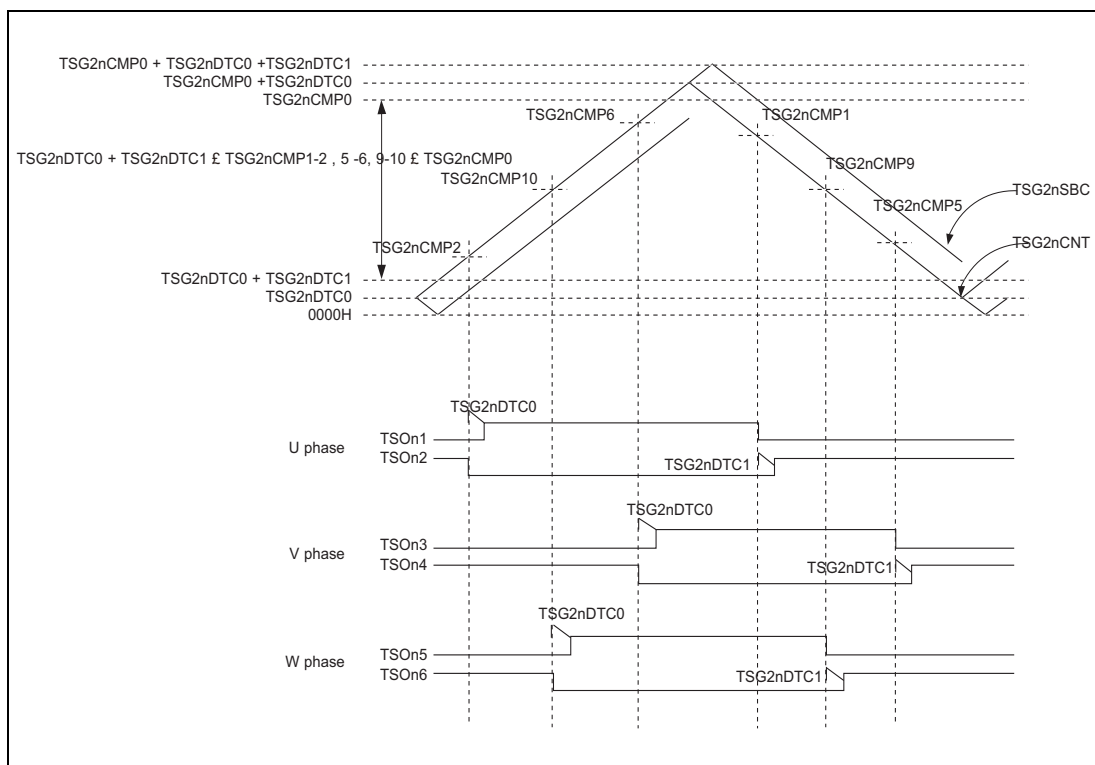 TSG2nCMP0 + TSG2nDTC0 +TSG2nDTC1
TSG2nCMP0 +TSG2nDTC0
TSG2nCMP0
TSG2nCMP6
TSG2nCMP1
TSG2nDTC0 + TSG2nDTC1 £ TSG2nCMP1-2 , 5 -6, 9-10 £ TSG2nCMP0
TSG2nCMP9
TSG2nCMP10
TSG2nSBC
TSG2nCMP5
TSG2nCMP2
TSG2nCNT
TSG2nDTC0 + TSG2nDTC1
TSG2nDTC0
0000H
TSG2nDTC0
U phase
TSOn1
TSOn2
TSG2nDTC1
TSG2nDTC0
V phase
TSOn3
TSOn4
TSG2nDTC1
TSG2nDTC0
W phase
TSOn5
TSOn6
TSG2nDTC1